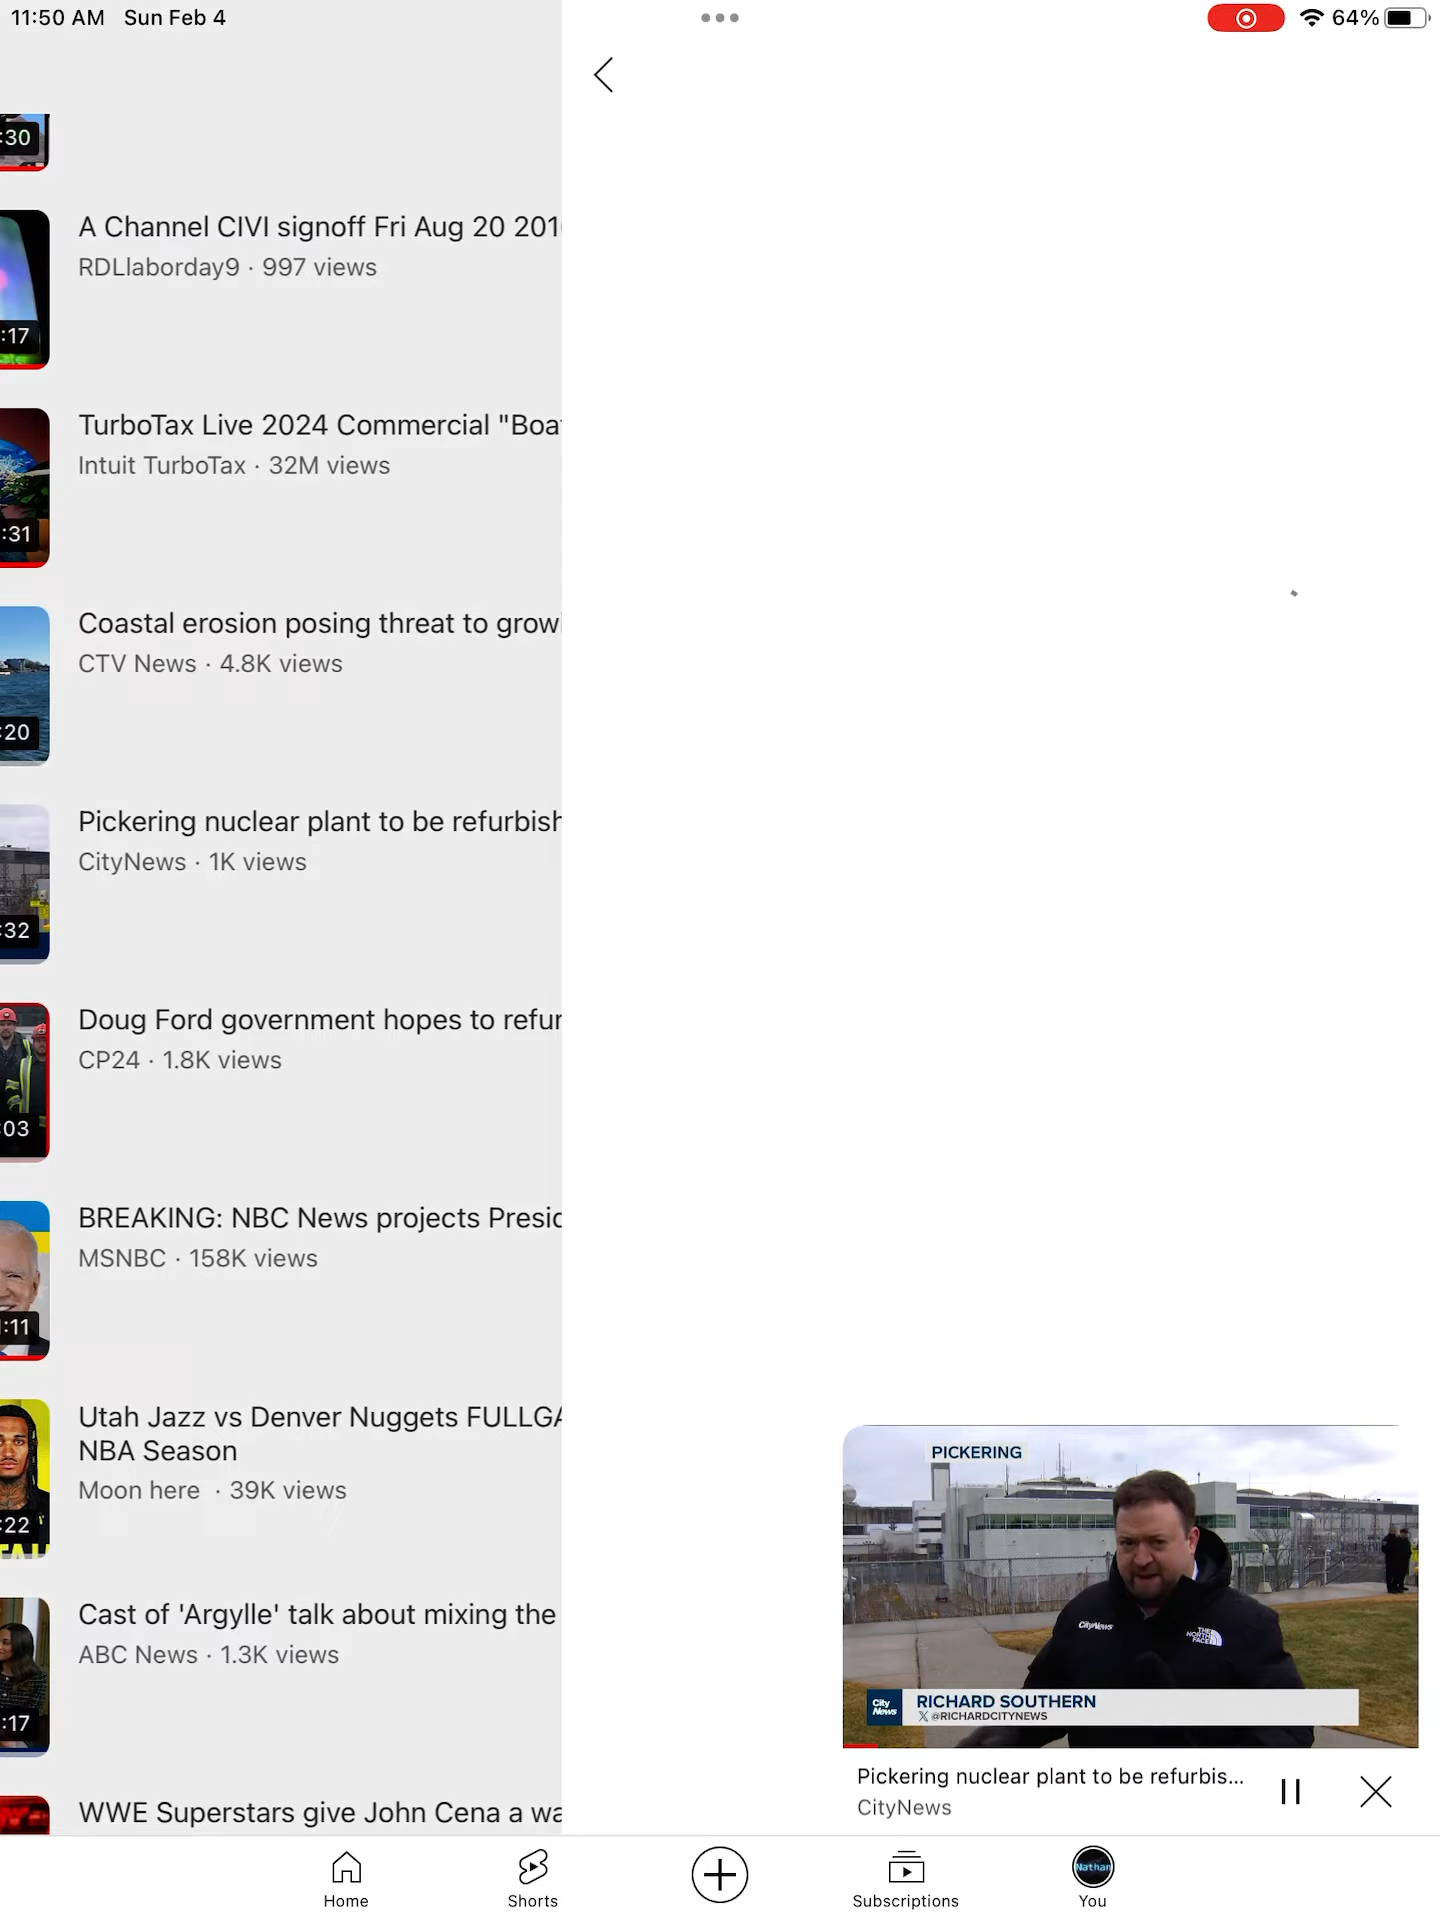 11:50 AM Sun Feb 4
64%
:30
A Channel CIVI signoff Fri Aug 20 201
RDLlaborday9 · 997 views
:17
TurboTax Live 2024 Commercial "Boa
Intuit TurboTax · 32M views
:31
Coastal erosion posing threat to grow
CTV News · 4.8K views
:20
Pickering nuclear plant to be refurbish
CityNews · 1K views
:32
Doug Ford government hopes to refur
CP24 · 1.8K views
:03
BREAKING: NBC News projects Presid
MSNBC · 158K views
:11
Utah Jazz vs Denver Nuggets FULLGA
NBA Season
Moon here · 39K views
:22
Cast of 'Argylle' talk about mixing the
ABC News · 1.3K views
:17
WWE Superstars give John Cena a wa
PICKERING
CityNews
THE NORTH FACE
City News
RICHARD SOUTHERN
@RICHARDCITYNEWS
Pickering nuclear plant to be refurbis...
CityNews
Home
Shorts
Subscriptions
Nathan
You